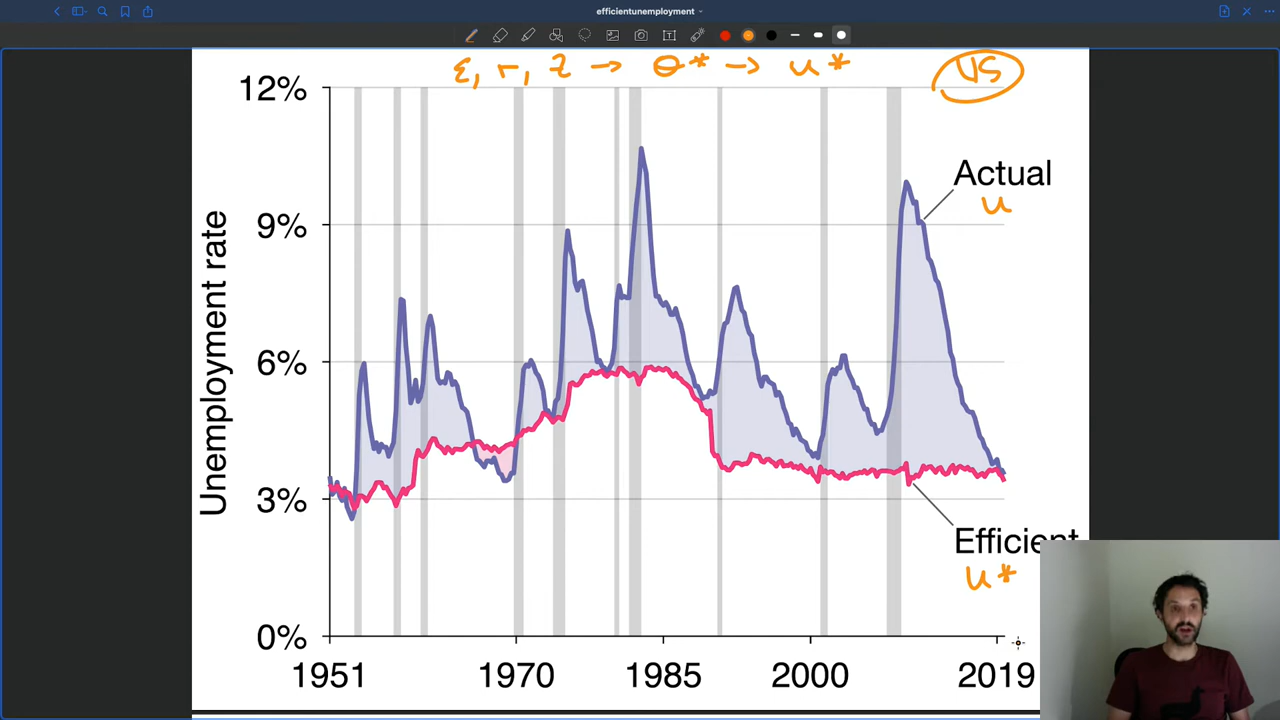 efficientunemployment
ε, r, z → θ* → u*
US
12%
Actual
u
9%
6%
3%
Efficient
u*
0%
Unemployment rate
1951 1970 1985 2000 2019